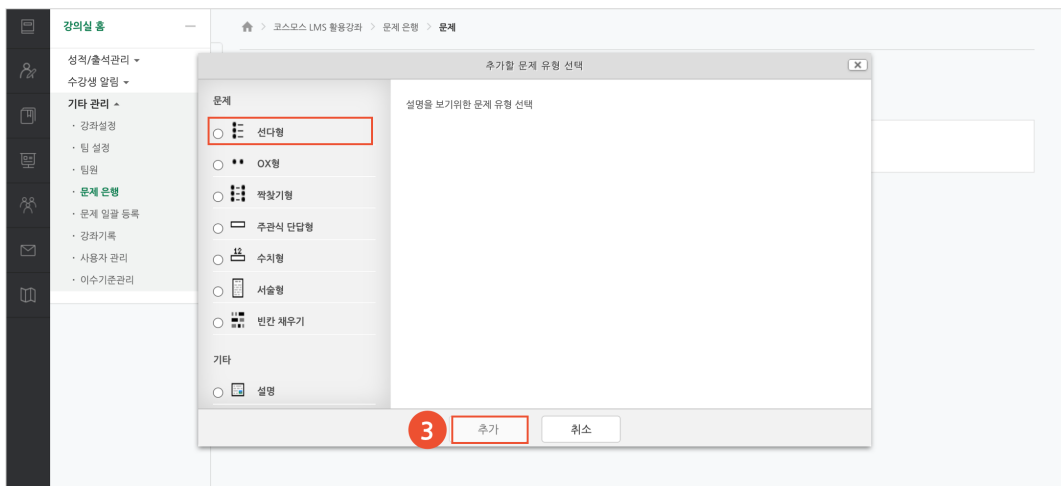 강의실 홈
성적/출석관리
수강생 알림
기타 관리
· 강좌설정
· 팀 설정
· 팀원
· 문제 은행
· 문제 일괄 등록
· 강좌기록
· 사용자 관리
· 이수기준관리
> 코스모스 LMS 활용강좌 > 문제 은행 > 문제
추가할 문제 유형 선택
문제
선다형
OX형
짝찾기형
주관식 단답형
12
수치형
서술형
빈칸 채우기
기타
설명
설명을 보기위한 문제 유형 선택
3
추가
취소